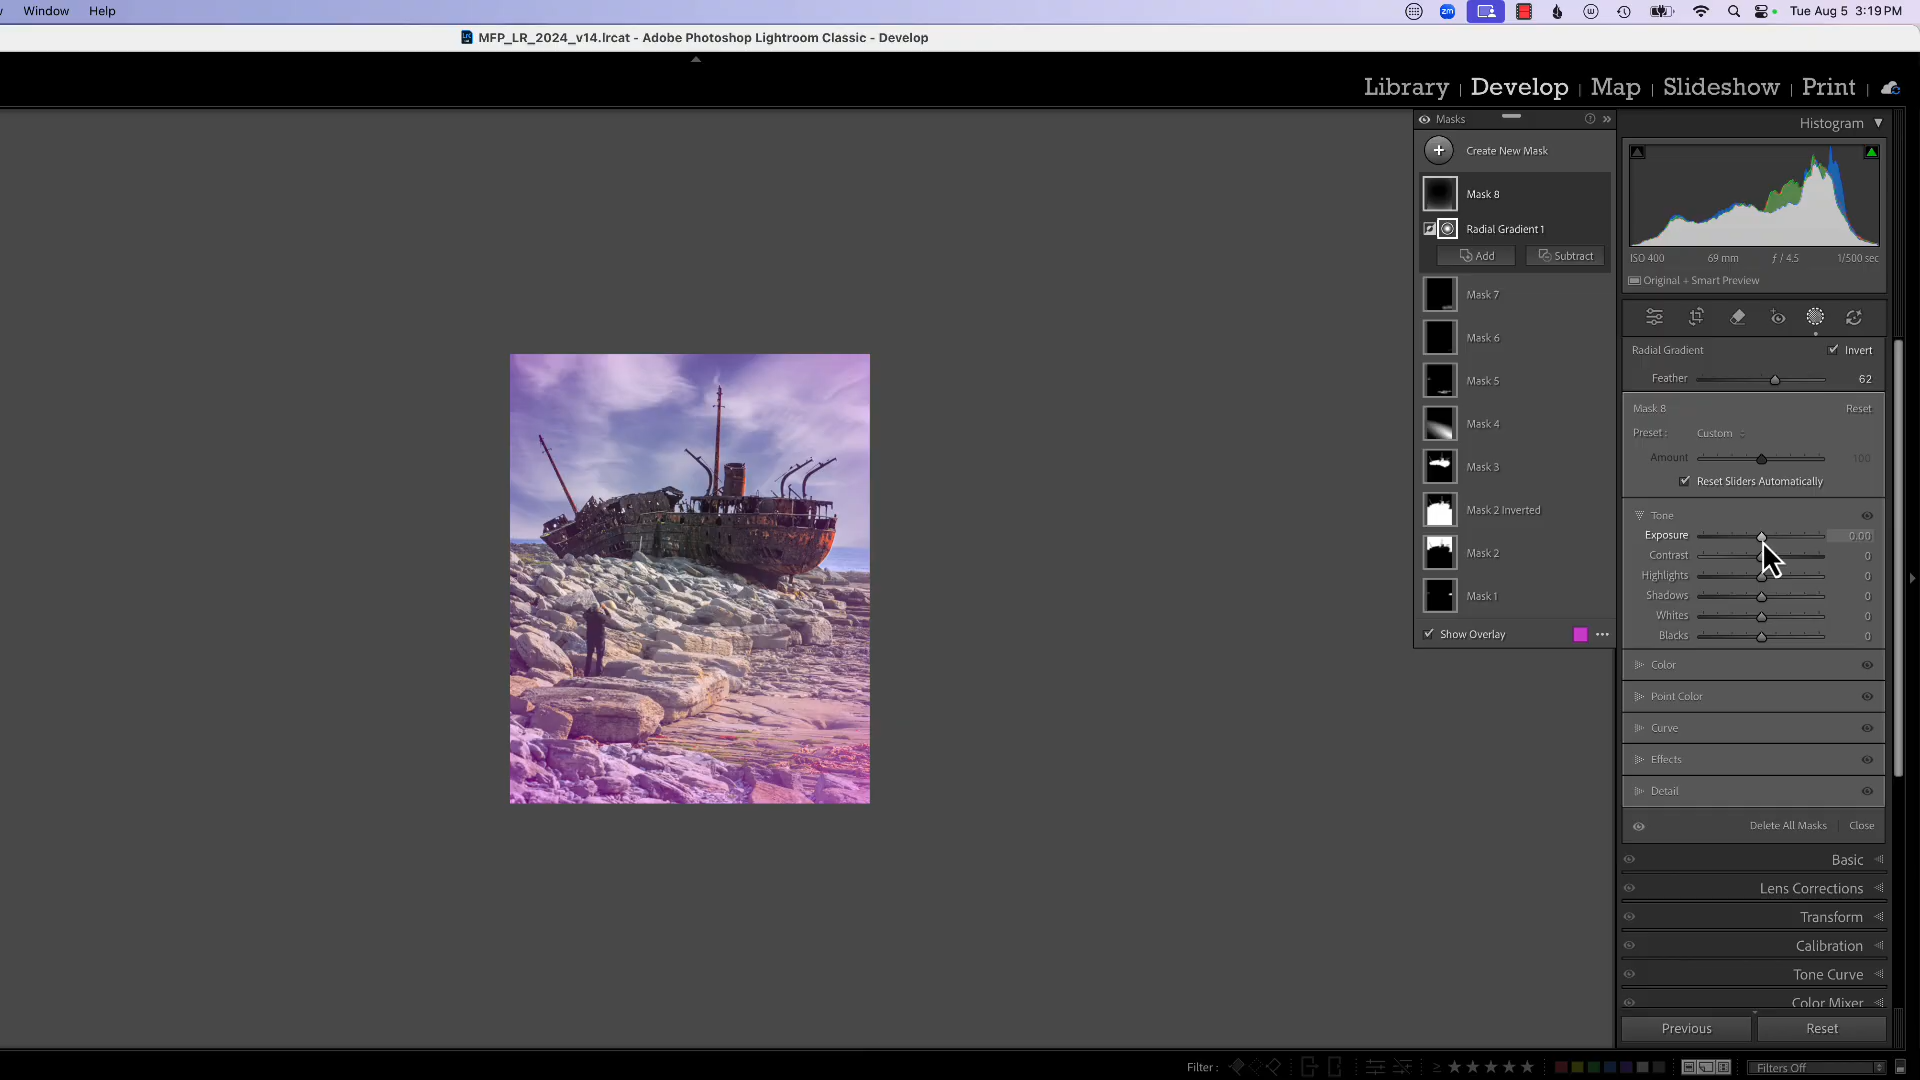 Window Help
Tue Aug 5 3:19 PM
MFP_LR_2024_v14.lrcat - Adobe Photoshop Lightroom Classic - Develop
Library | Develop | Map | Slideshow | Print |
Masks
Histogram
Create New Mask
Mask 8
Radial Gradient 1
Add Subtract
ISO 400 69 mm ƒ / 4.5 1/500 sec
Original + Smart Preview
Mask 7
Mask 6
Mask 5
Mask 4
Mask 3
Mask 2 Inverted
Mask 2
Mask 1
Show Overlay
Radial Gradient Invert
Feather 62
Mask 8 Reset
Preset : Custom
Amount 100
Reset Sliders Automatically
Tone
Exposure 0.00
Contrast 0
Highlights 0
Shadows 0
Whites 0
Blacks 0
Color
Point Color
Curve
Effects
Detail
Delete All Masks Close
Basic
Lens Corrections
Transform
Calibration
Tone Curve
Color Mixer
Previous Reset
Filter : Filters Off